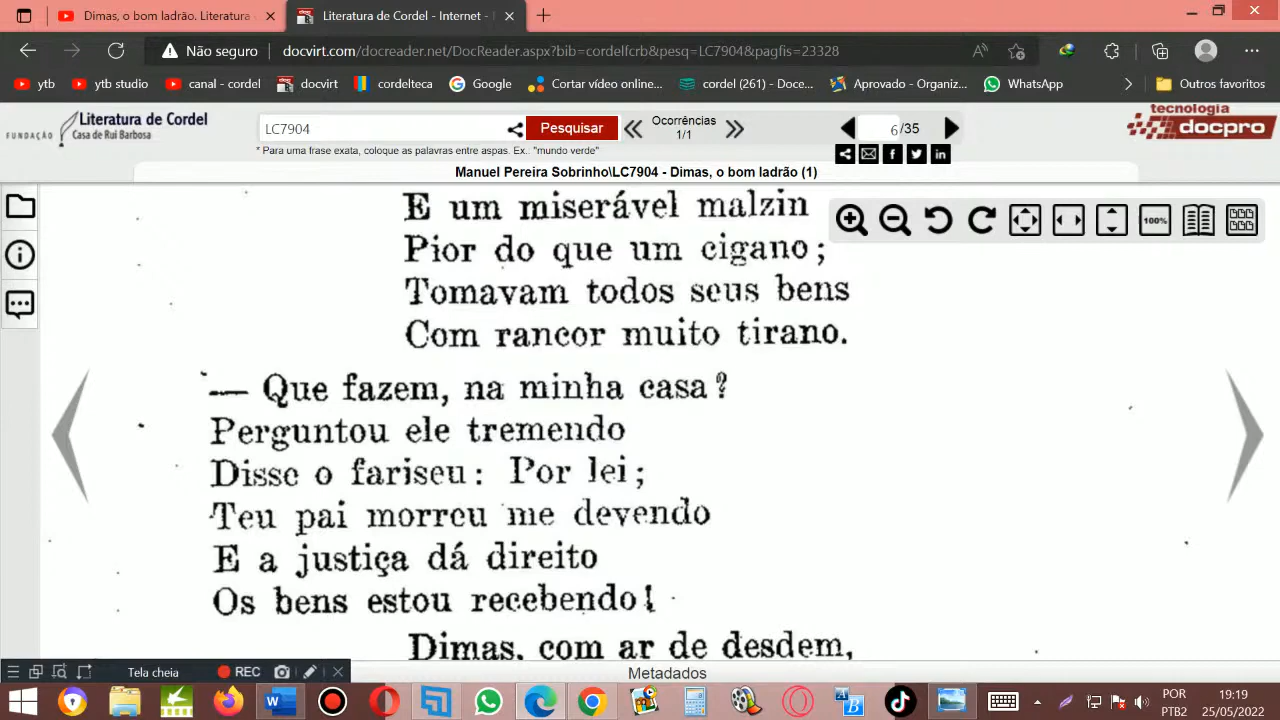 Dimas, o bom ladrão. Literatura
Literatura de Cordel - Internet -
Não seguro
docvirt.com/docreader.net/DocReader.aspx?bib=cordelfcrb&pesq=LC7904&pagfis=23328
ytb
ytb studio
canal - cordel
docvirt
cordelteca
Google
Cortar vídeo online...
cordel (261) - Doce...
Aprovado - Organiz...
WhatsApp
Outros favoritos
FUNDAÇÃO
Literatura de Cordel
Casa de Rui Barbosa
LC7904
Pesquisar
Ocorrências
1/1
6 /35
tecnologia
docpro
* Para uma frase exata, coloque as palavras entre aspas. Ex.: "mundo verde"
Manuel Pereira Sobrinho\LC7904 - Dimas, o bom ladrão (1)
100%
E um miserável malzin
Pior do que um cigano;
Tomavam todos seus bens
Com rancor muito tirano.
— Que fazem, na minha casa?
Perguntou ele tremendo
Disse o fariseu: Por lei;
Teu pai morreu me devendo
E a justiça dá direito
Os bens estou recebendo!
Dimas, com ar de desdem,
Tela cheia
REC
Metadados
POR
PTB2
19:19
25/05/2022